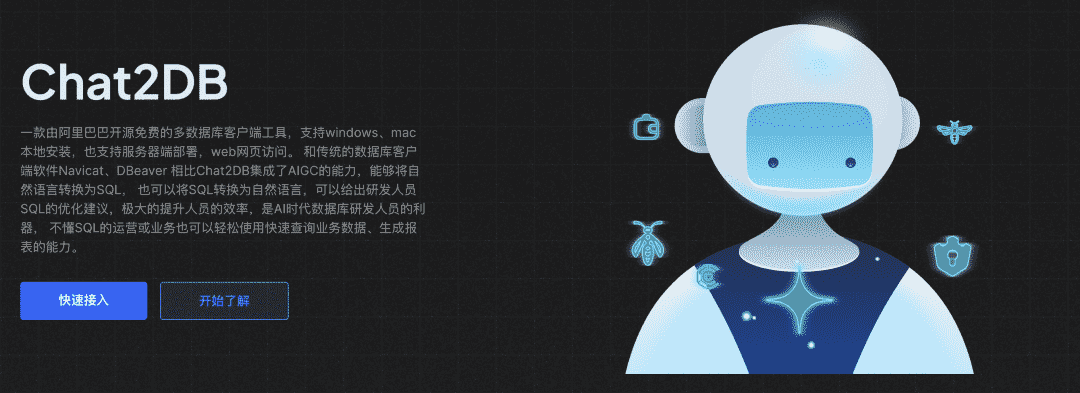 Chat2DB
一款由阿里巴巴开源免费的多数据库客户端工具，支持windows、mac
本地安装，也支持服务器端部署，web网页访问。 和传统的数据库客户
端软件Navicat、DBeaver 相比Chat2DB集成了AIGC的能力，能够将自
然语言转换为SQL， 也可以将SQL转换为自然语言，可以给出研发人员
SQL的优化建议，极大的提升人员的效率，是AI时代数据库研发人员的利
器， 不懂SQL的运营或业务也可以轻松使用快速查询业务数据、生成报
表的能力。
快速接入
开始了解